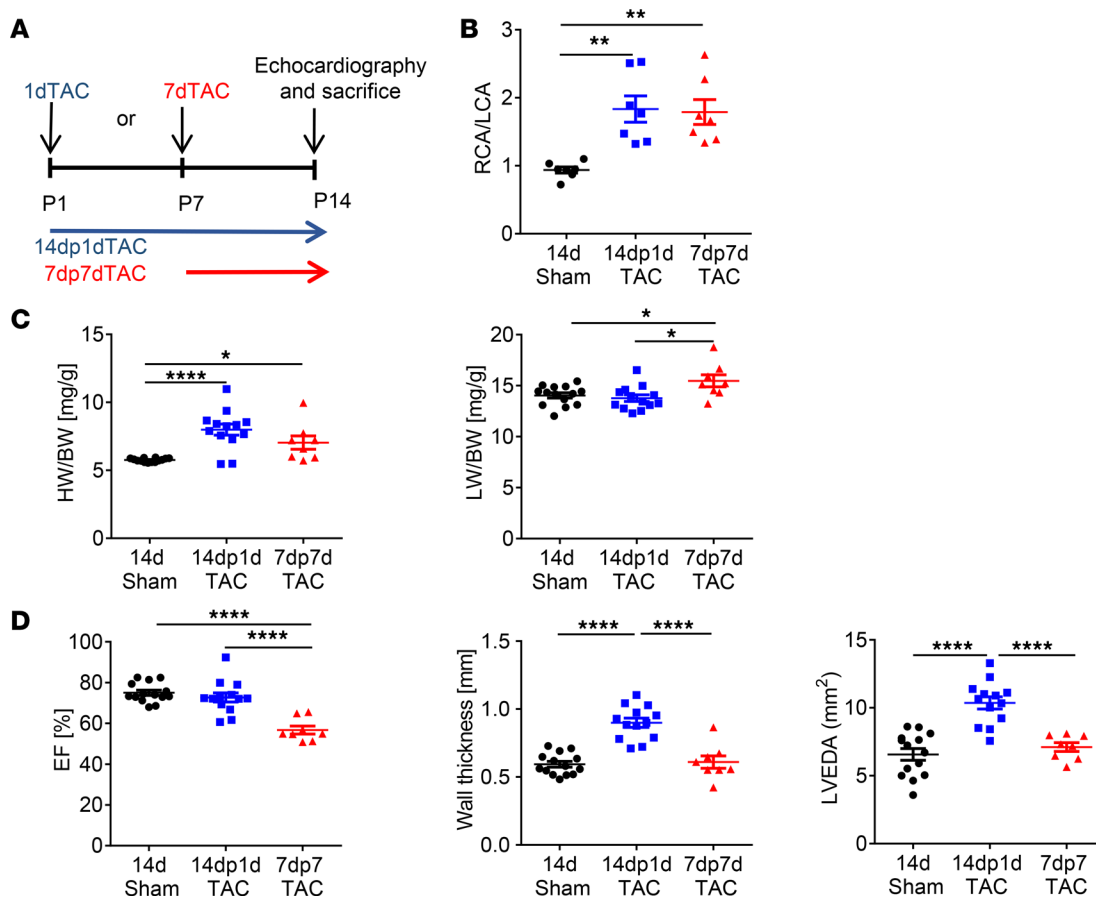 A
1dTAC
or
7dTAC
Echocardiography
and sacrifice
P1
P7
P14
14dp1dTAC
7dp7dTAC
B
RCA/LCA
3
2
1
0
**
**
14d
Sham
14dp1d
TAC
7dp7d
TAC
C
HW/BW [mg/g]
15
10
5
0
*
****
14d
Sham
14dp1d
TAC
7dp7d
TAC
LW/BW [mg/g]
20
15
10
5
0
*
*
14d
Sham
14dp1d
TAC
7dp7d
TAC
D
EF [%]
100
80
60
40
20
0
****
****
14d
Sham
14dp1d
TAC
7dp7
TAC
Wall thickness [mm]
1.5
1.0
0.5
0.0
****
****
14d
Sham
14dp1d
TAC
7dp7d
TAC
LVEDA (mm²)
15
10
5
0
****
****
14d
Sham
14dp1d
TAC
7dp7
TAC